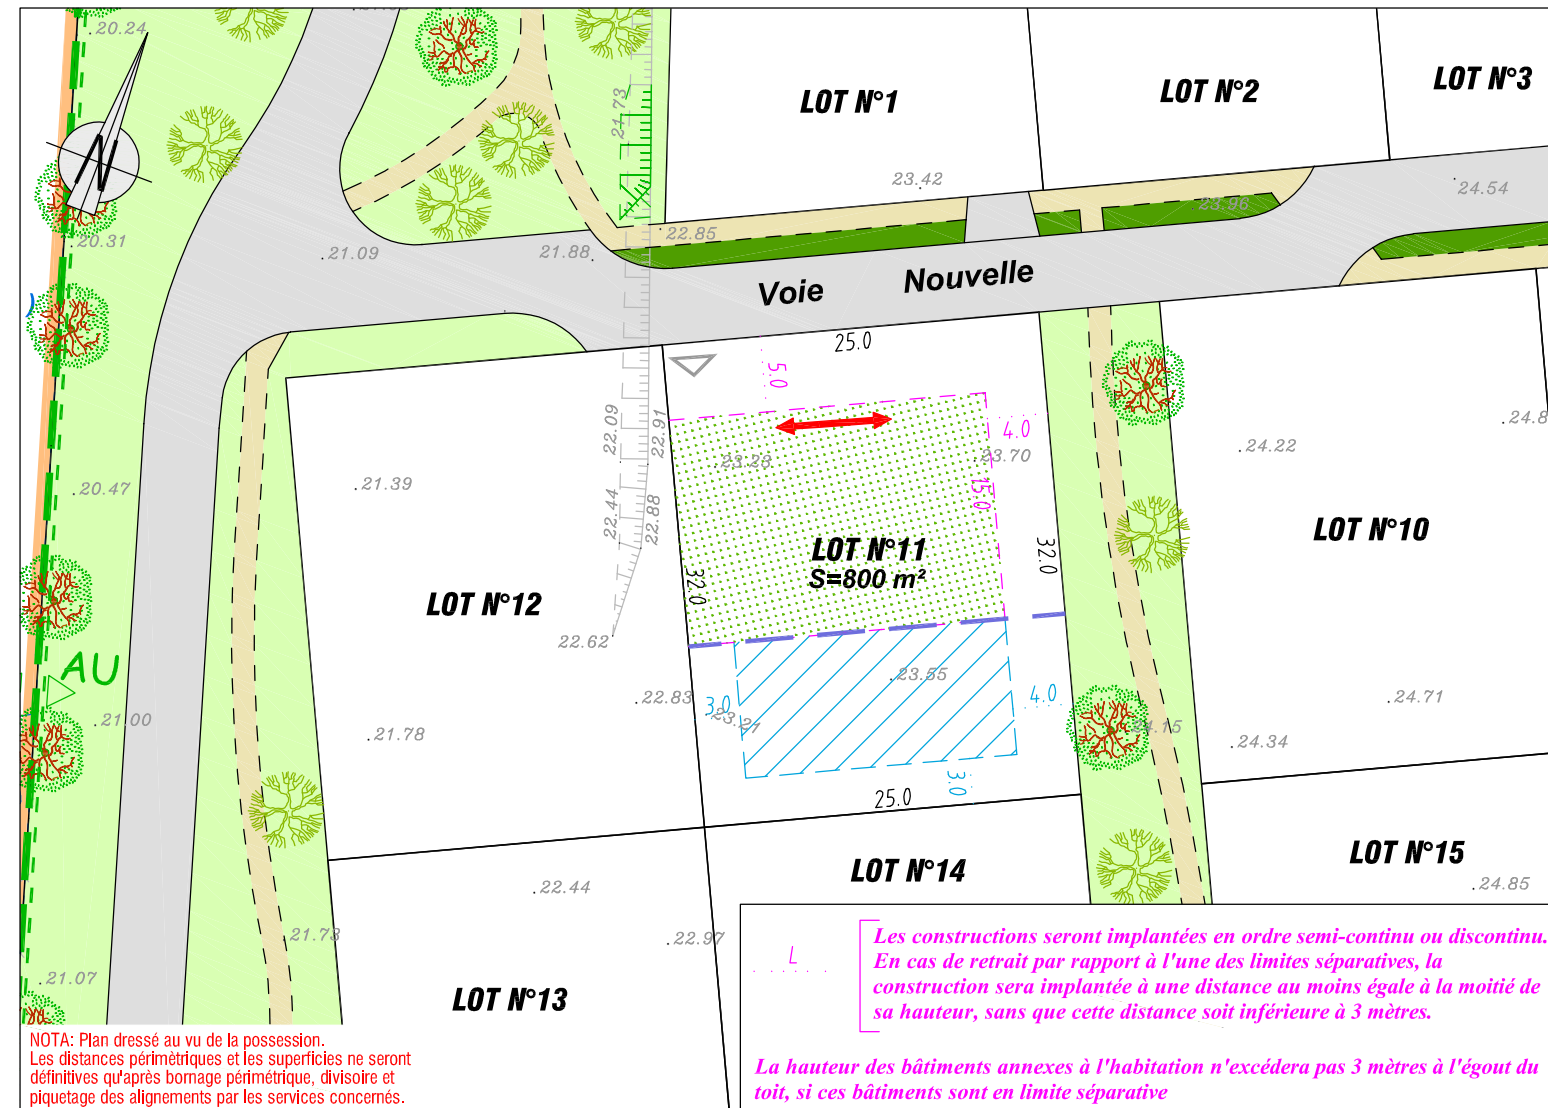 20.24
21.73
LOT N°1
LOT N°2
LOT N°3
N
23.42
24.54
23.96
20.31
21.09
21.88
22.85
Voie Nouvelle
25.0
5.0
22.09
22.91
4.0
24.22
24.8
23.28
23.70
21.39
20.47
15.0
22.44
22.88
LOT N°10
LOT N°11
S=800 m²
32.0
32.0
LOT N°12
22.62
AU
23.55
22.83
3.0
23.21
4.0
24.71
21.00
21.78
24.15
24.34
3.0
25.0
LOT N°14
LOT N°15
22.44
24.85
21.73
22.97
21.07
LOT N°13
L
Les constructions seront implantées en ordre semi-continu ou discontinu.
En cas de retrait par rapport à l'une des limites séparatives, la
construction sera implantée à une distance au moins égale à la moitié de
sa hauteur, sans que cette distance soit inférieure à 3 mètres.
La hauteur des bâtiments annexes à l'habitation n'excédera pas 3 mètres à l'égout du
toit, si ces bâtiments sont en limite séparative
NOTA: Plan dressé au vu de la possession.
Les distances périmètriques et les superficies ne seront
définitives qu'après bornage périmétrique, divisoire et
piquetage des alignements par les services concernés.